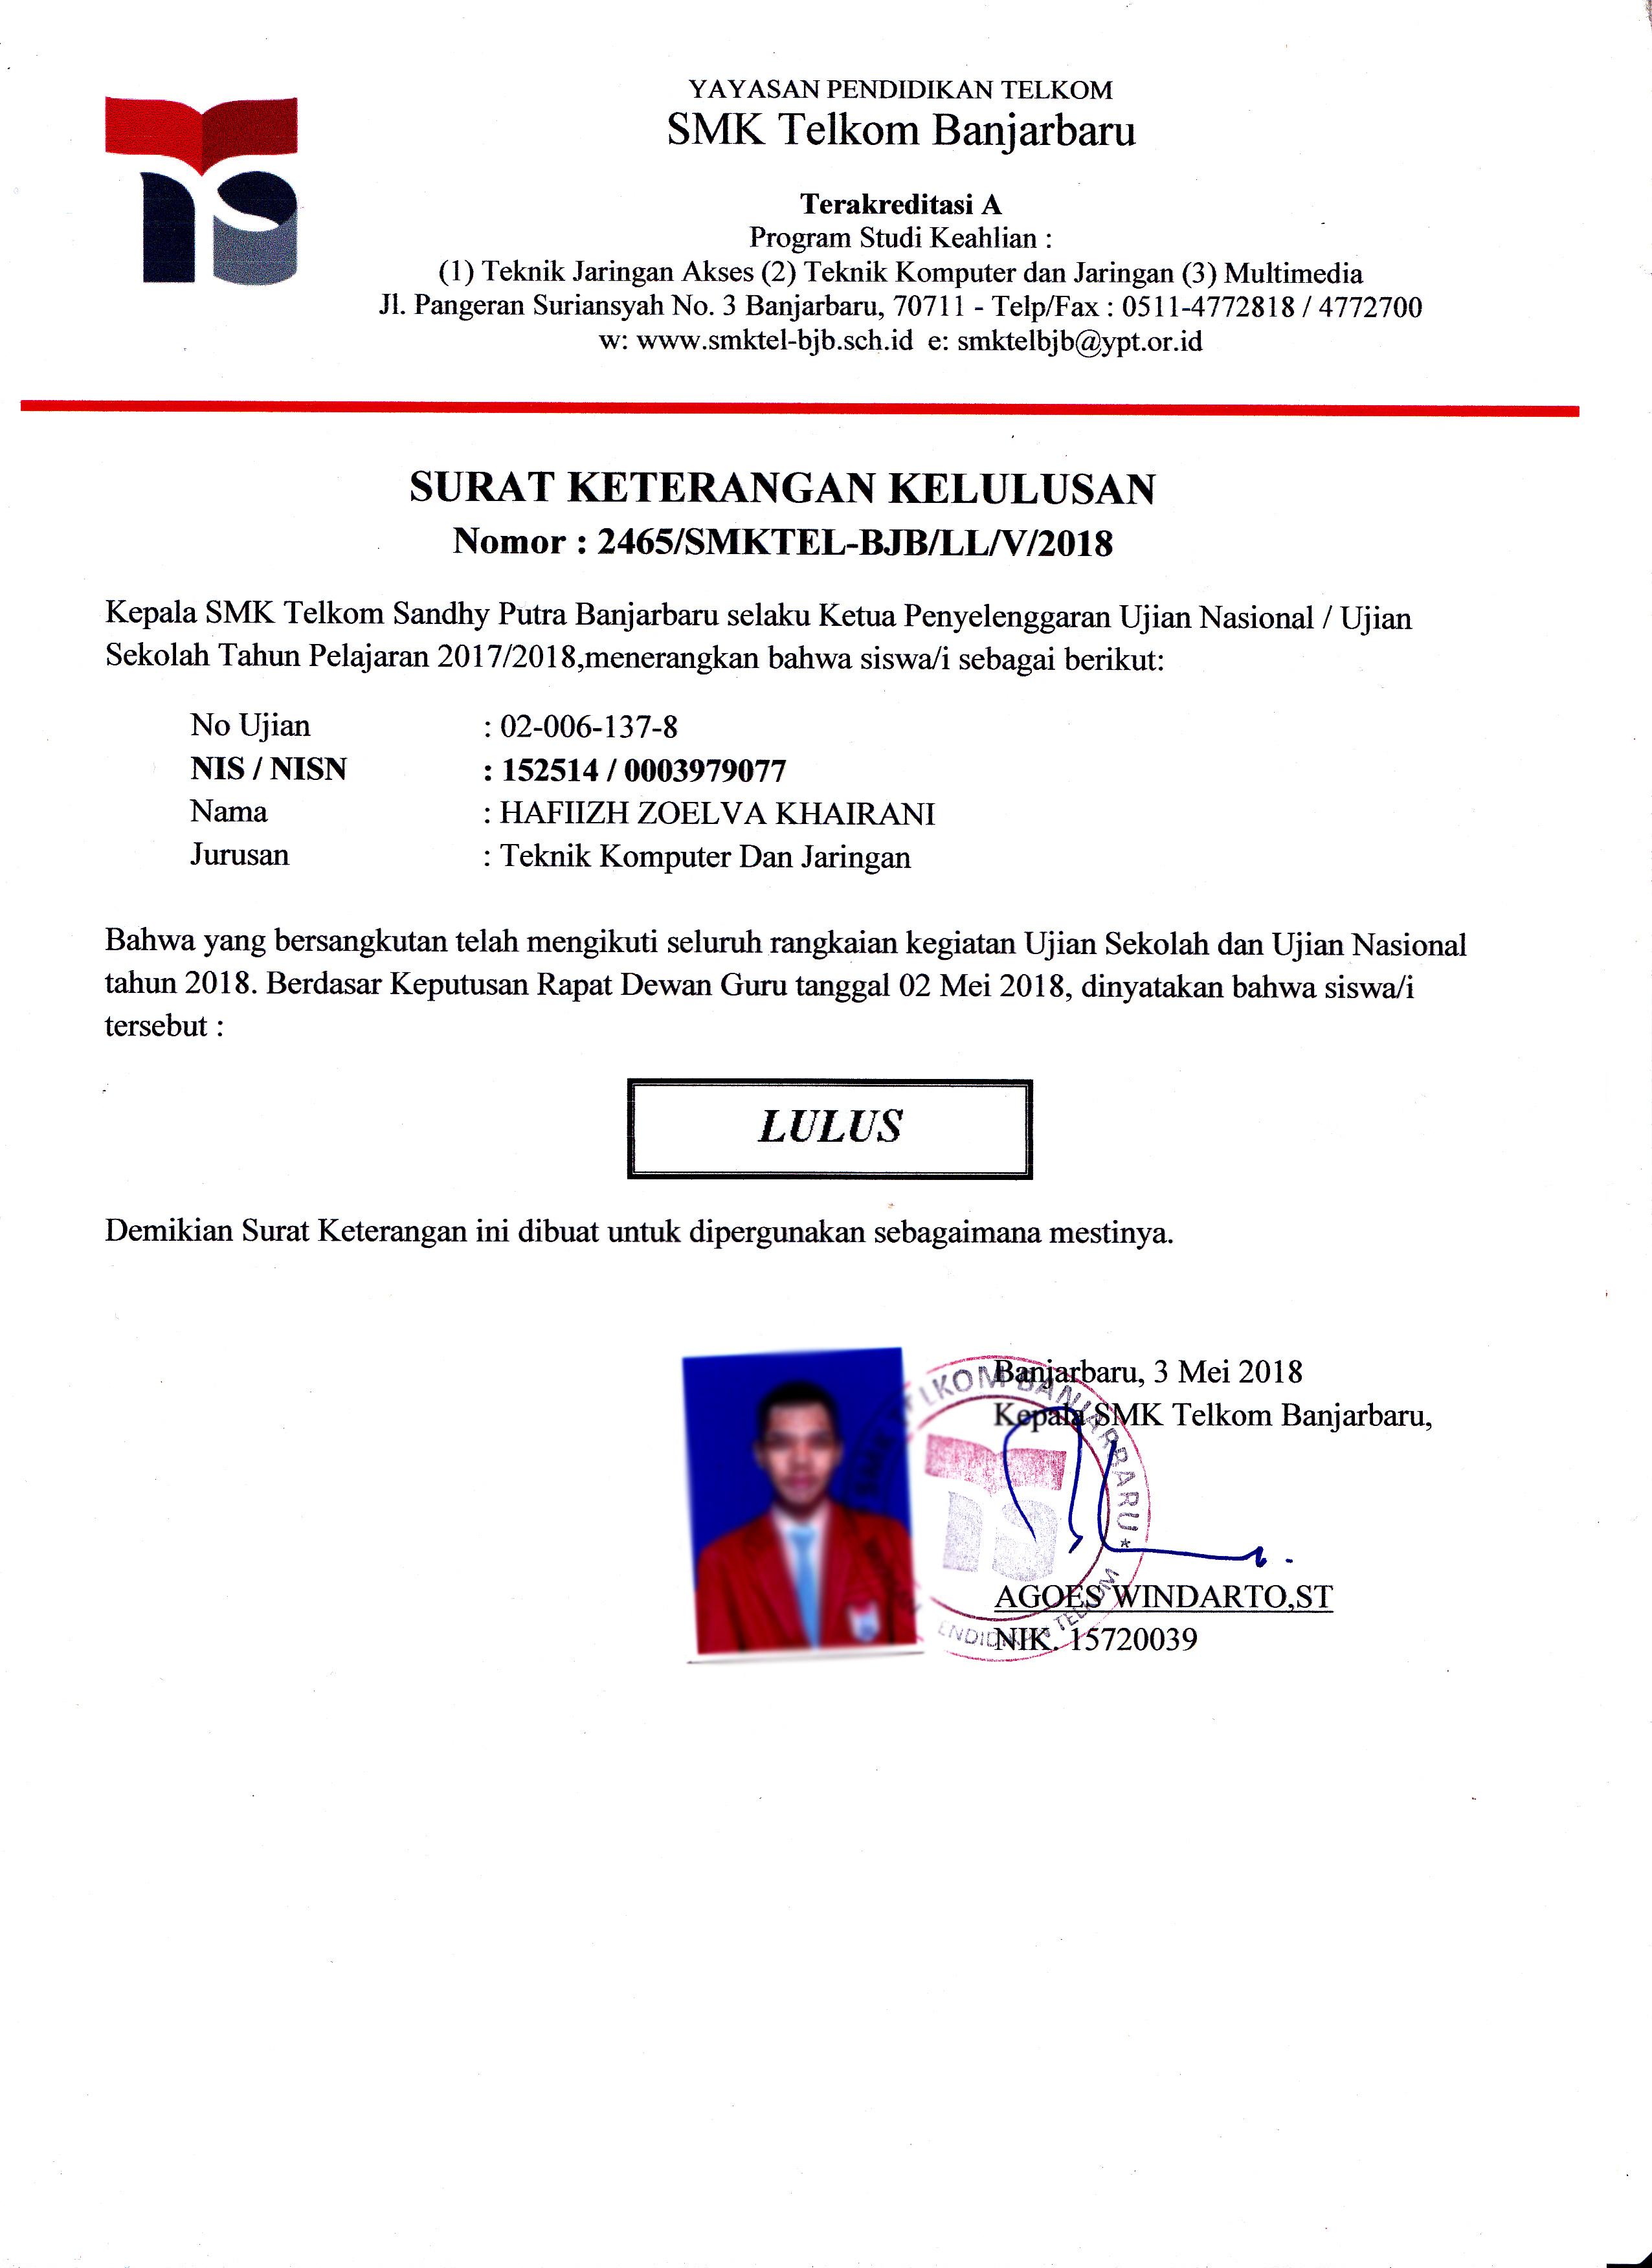 YAYASAN PENDIDIKAN TELKOM
SMK Telkom Banjarbaru
Terakreditasi A
Program Studi Keahlian :
(1) Teknik Jaringan Akses (2) Teknik Komputer dan Jaringan (3) Multimedia
Jl. Pangeran Suriansyah No. 3 Banjarbaru, 70711 - Telp/Fax : 0511-4772818 / 4772700
w: www.smktel-bjb.sch.id e: smktelbjb@ypt.or.id
SURAT KETERANGAN KELULUSAN
Nomor : 2465/SMKTEL-BJB/LL/V/2018
Kepala SMK Telkom Sandhy Putra Banjarbaru selaku Ketua Penyelenggaran Ujian Nasional / Ujian
Sekolah Tahun Pelajaran 2017/2018,menerangkan bahwa siswa/i sebagai berikut:
No Ujian : 02-006-137-8
NIS / NISN : 152514 / 0003979077
Nama : HAFIIZH ZOELVA KHAIRANI
Jurusan : Teknik Komputer Dan Jaringan
Bahwa yang bersangkutan telah mengikuti seluruh rangkaian kegiatan Ujian Sekolah dan Ujian Nasional
tahun 2018. Berdasar Keputusan Rapat Dewan Guru tanggal 02 Mei 2018, dinyatakan bahwa siswa/i
tersebut :
LULUS
Demikian Surat Keterangan ini dibuat untuk dipergunakan sebagaimana mestinya.
Banjarbaru, 3 Mei 2018
Kepala SMK Telkom Banjarbaru,
AGOES WINDARTO,ST
NIK. 15720039
SMK TELKOM BANJARBARU *
ENDIDIKAN TELKOM